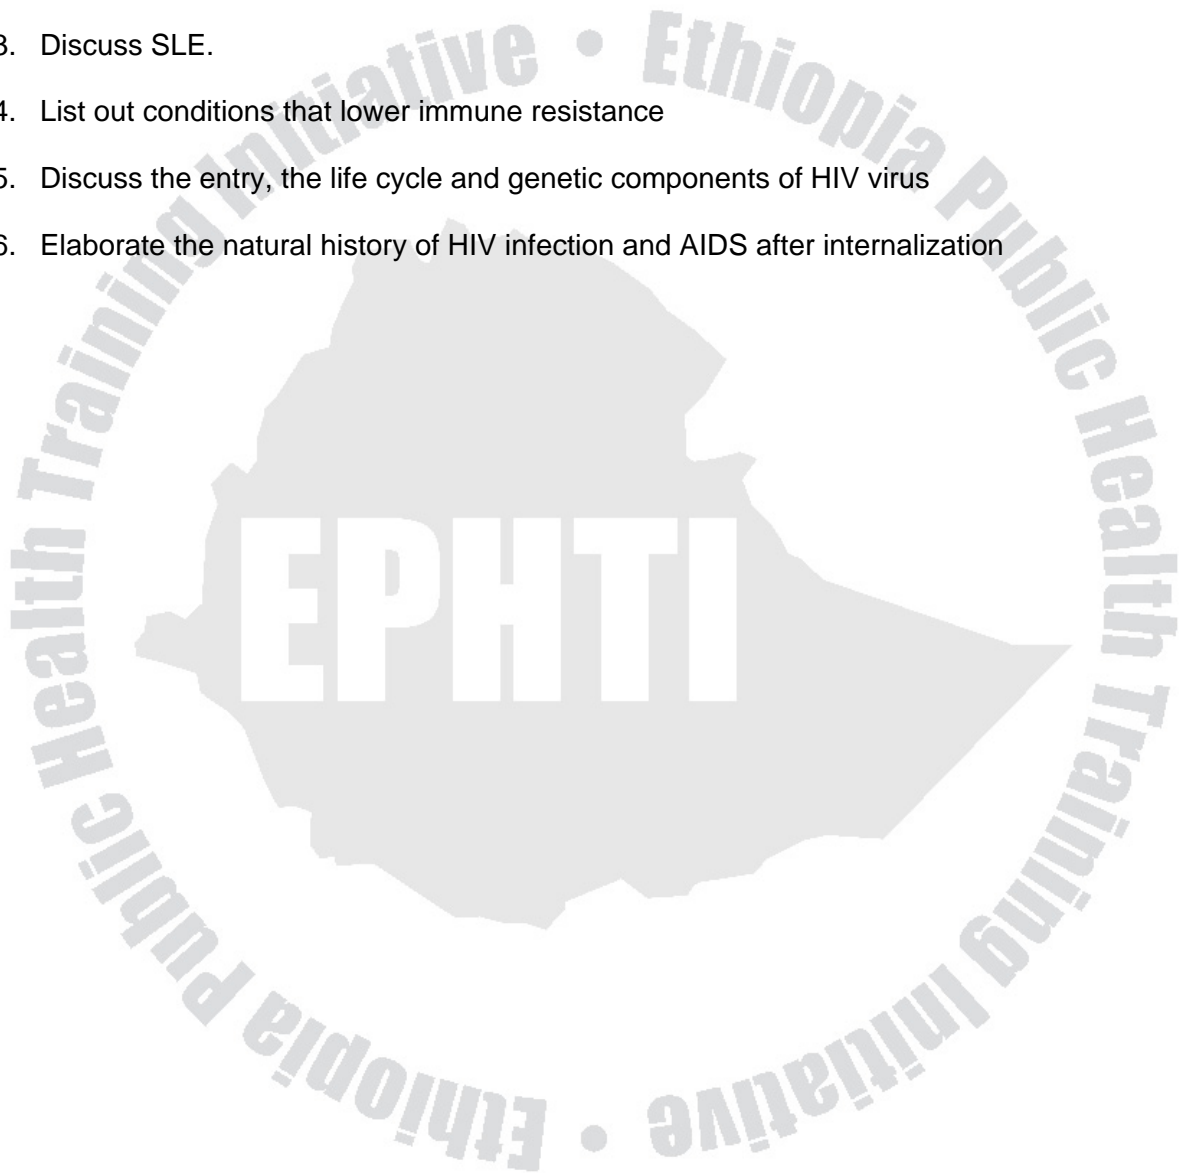 3. Discuss SLE.
4. List out conditions that lower immune resistance
5. Discuss the entry, the life cycle and genetic components of HIV virus
6. Elaborate the natural history of HIV infection and AIDS after internalization
Ethiopia Public Health Training Initiative • Ethiopia Public Health Training Initiative •
EPHTI